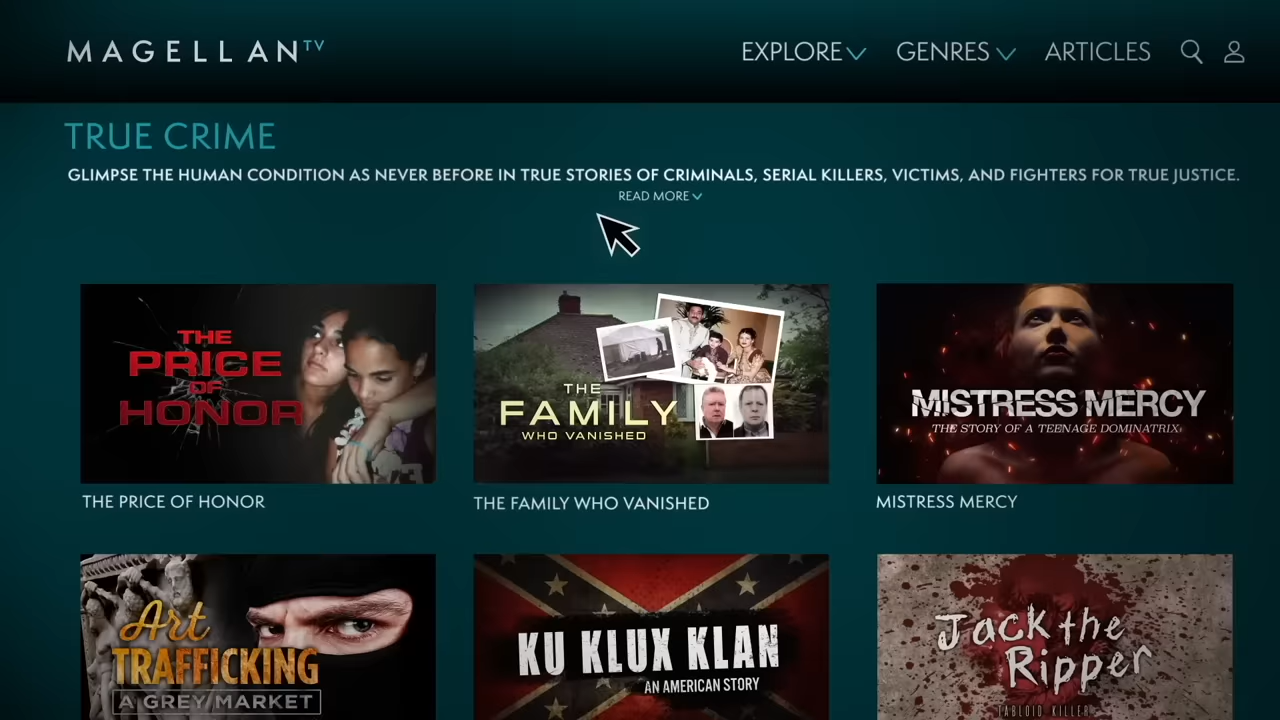 MAGELLANTV
EXPLORE GENRES ARTICLES
TRUE CRIME
GLIMPSE THE HUMAN CONDITION AS NEVER BEFORE IN TRUE STORIES OF CRIMINALS, SERIAL KILLERS, VICTIMS, AND FIGHTERS FOR TRUE JUSTICE.
READ MORE
THE
PRICE
OF
HONOR
THE
FAMILY
WHO VANISHED
MISTRESS MERCY
THE STORY OF A TEENAGE DOMINATRIX
THE PRICE OF HONOR
THE FAMILY WHO VANISHED
MISTRESS MERCY
Art
TRAFFICKING
A GREY MARKET
KU KLUX KLAN
AN AMERICAN STORY
Jack the
Ripper
TABLOID KILLER